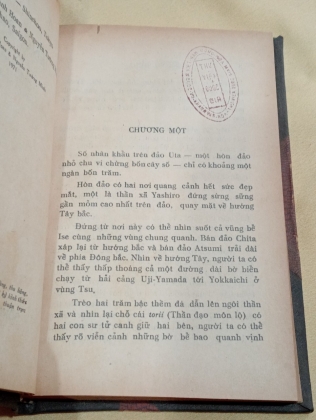 CHƯƠNG MỘT
Số nhân khẩu trên đảo Uta — một hòn đảo
nhỏ chu vi chừng bốn cây số — chỉ có khoảng một
ngàn bốn trăm.
Hòn đảo có hai nơi quang cảnh hết sức đẹp
mắt, một là thần xã Yashiro đứng sừng sững
gần mỏm cao nhất trên đảo, quay mặt về hướng
Tây bắc.
Đứng từ nơi này có thể nhìn suốt cả vùng bể
Ise cùng những vùng chung quanh. Bán đảo Chita
xáp lại từ hướng bắc và bán đảo Atsumi trải dài
về phía Đông bắc. Nhìn về hướng Tây, người ta có
thể thấy thấp thoáng cả một đường dài bờ biển
chạy từ hải cảng Uji-Yamada tới Yokkaichi ở
vùng Tsu.
Trèo hai trăm bậc thềm đá dẫn lên ngôi thần
xã và nhìn lại chỗ cái torii (Thần đạo môn lộ) có
hai con sư tử canh giữ hai bên, người ta có thể
thấy rõ viễn cảnh những bờ bể bao quanh vịnh